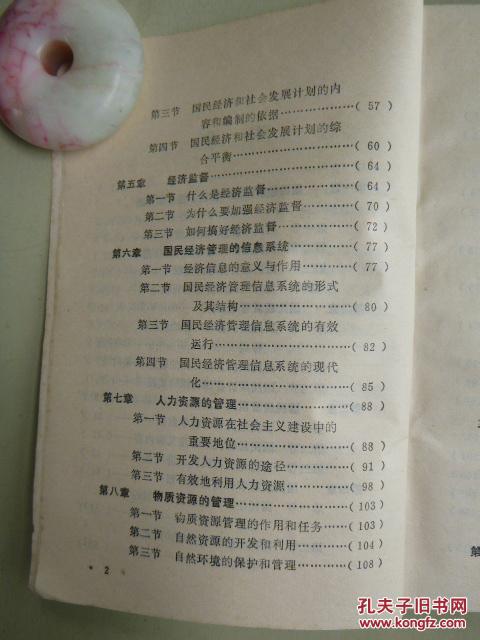 第三节 国民经济和社会发展计划的内
容和编制的依据………………( 57 )
第四节 国民经济和社会发展计划的综
合平衡…………………………( 60 )
第五章 经济监督…………………………( 64 )
第一节 什么是经济监督………………( 64 )
第二节 为什么要加强经济监督………( 70 )
第三节 如何搞好经济监督……………( 72 )
第六章 国民经济管理的信息系统………( 77 )
第一节 经济信息的意义与作用………( 77 )
第二节 国民经济管理信息系统的形式
及其结构………………………( 80 )
第三节 国民经济管理信息系统的有效
运行……………………………( 82 )
第四节 国民经济管理信息系统的现代
化………………………………( 85 )
第七章 人力资源的管理…………………( 88 )
第一节 人力资源在社会主义建设中的
重要地位………………………( 88 )
第二节 开发人力资源的途径…………( 91 )
第三节 有效地利用人力资源…………( 98 )
第八章 物质资源的管理…………………( 103 )
第一节 物质资源管理的作用和任务…( 103 )
第二节 自然资源的开发和利用………( 104 )
第三节 自然环境的保护和管理………( 108 )
2
孔夫子旧书网
www.kongfz.com